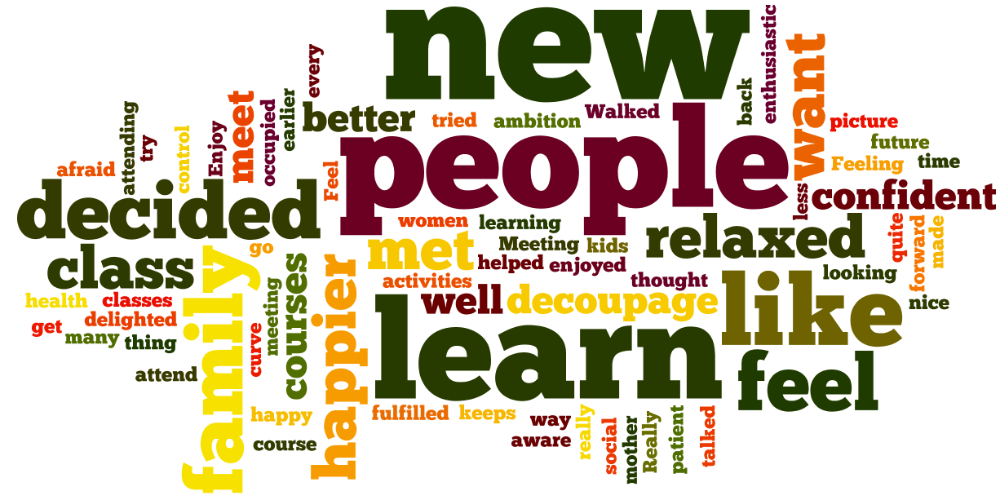 new
enthusiastic
want
every
back
better
tried
ambition
Walked
picture
meet
occupied
earlier
attending
try
control
Enjoy
people
future
Feeling
time
afraid
Feel
less
confident
decided
women
learning
relaxed
quite
forward
made
go
met
Meeting
kids
class
helped
enjoyed
looking
family
courses
happier
activities
thought
like
health
classes
well
decoupage
nice
delighted
meeting
learn
get
many
thing
curve
feel
attend
happy
fulfilled
keeps
way
really
social
mother
Really
patient
talked
course
aware